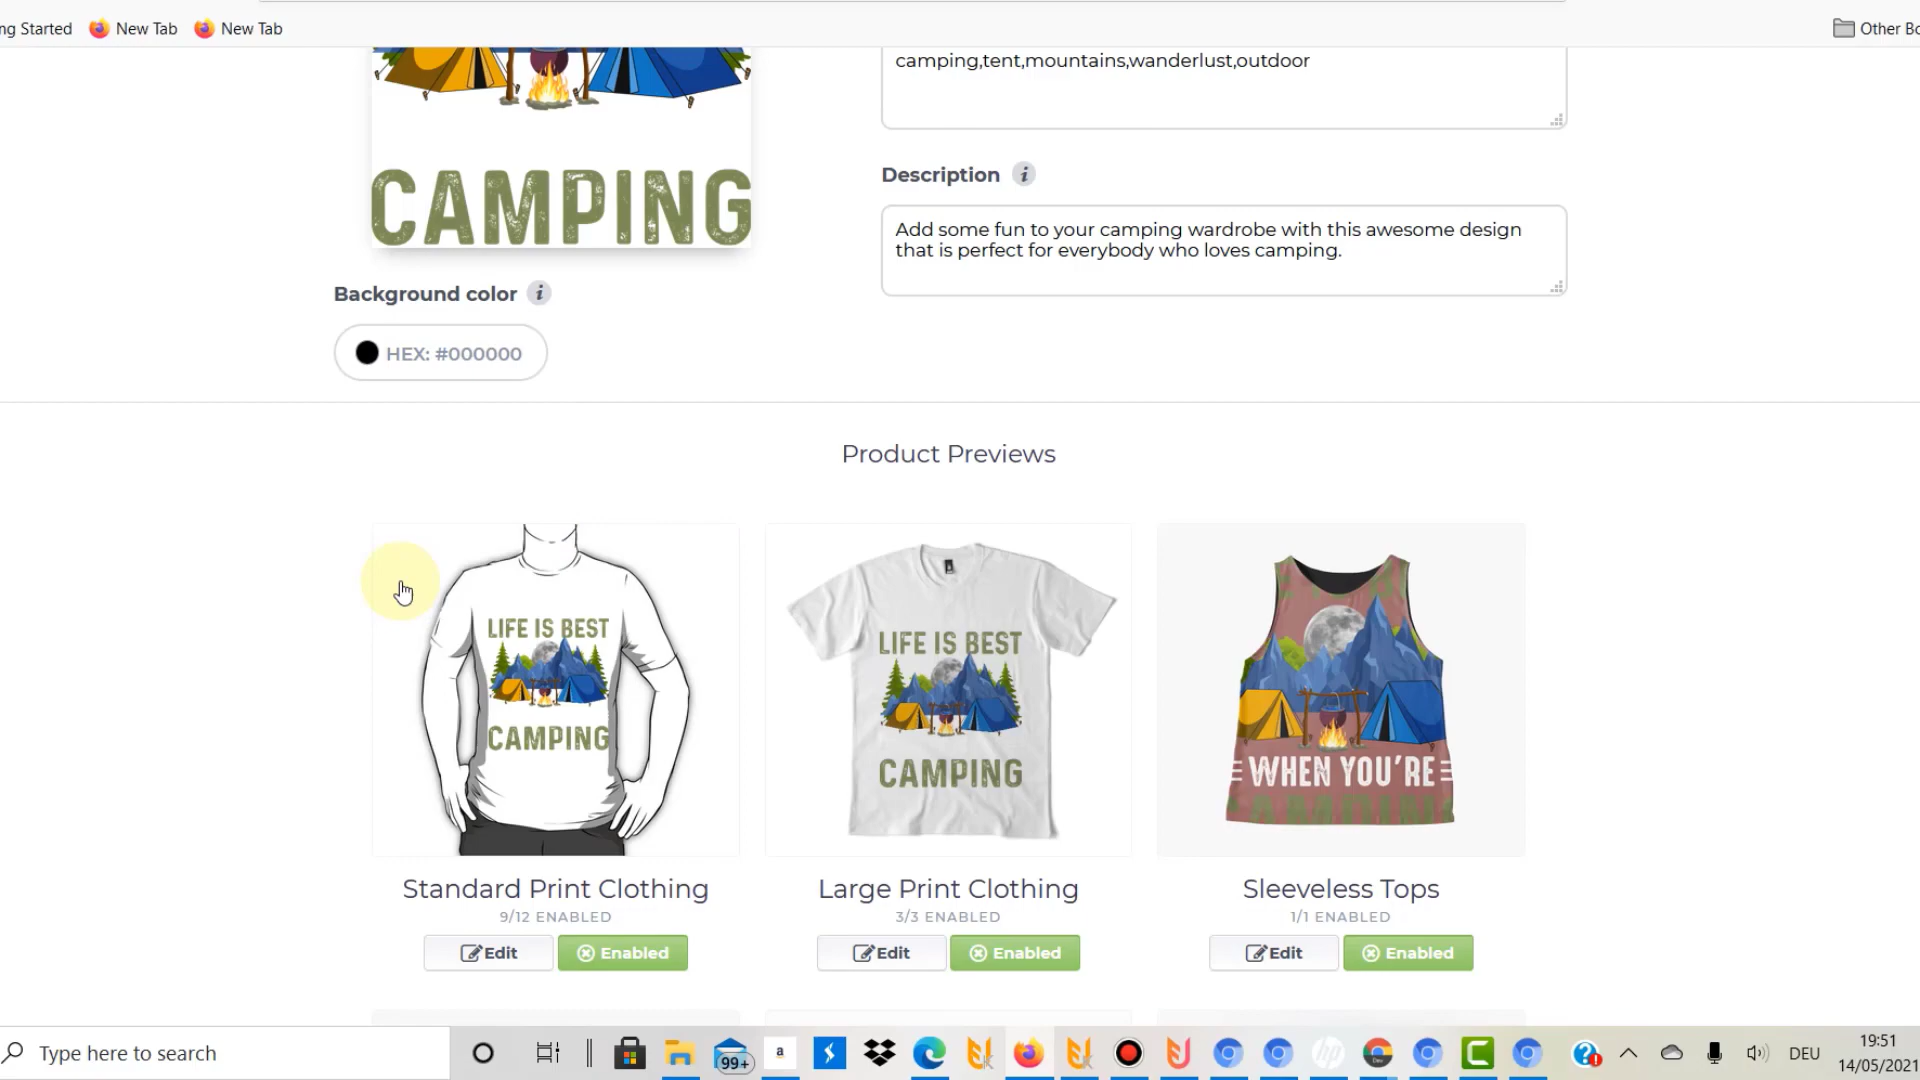 ng Started New Tab New Tab Other Bo
camping,tent,mountains,wanderlust,outdoor
CAMPING
Description i
Add some fun to your camping wardrobe with this awesome design
that is perfect for everybody who loves camping.
Background color i
HEX: #000000
Product Previews
LIFE IS BEST
CAMPING
LIFE IS BEST
CAMPING
WHEN YOU'RE
Standard Print Clothing
9/12 ENABLED
Edit Enabled
Large Print Clothing
3/3 ENABLED
Edit Enabled
Sleeveless Tops
1/1 ENABLED
Edit Enabled
Type here to search
99+
a
hp
Dev
DEU
19:51
14/05/2021